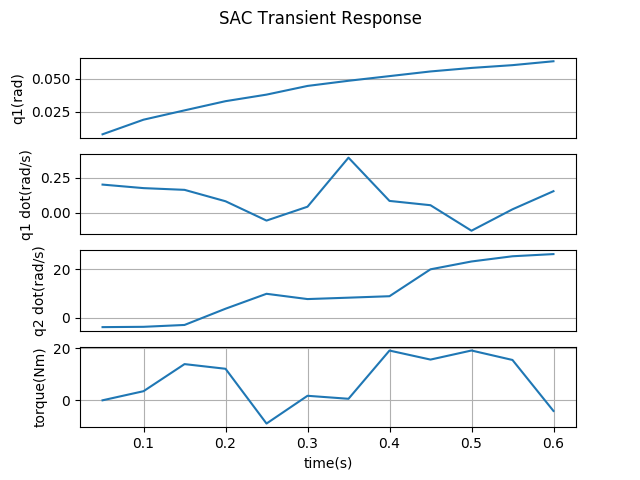 SAC Transient Response
q1(rad)
0.050
0.025
q1 dot(rad/s)
0.25
0.00
q2 dot(rad/s)
20
0
torque(Nm)
20
0
0.1 0.2 0.3 0.4 0.5 0.6
time(s)